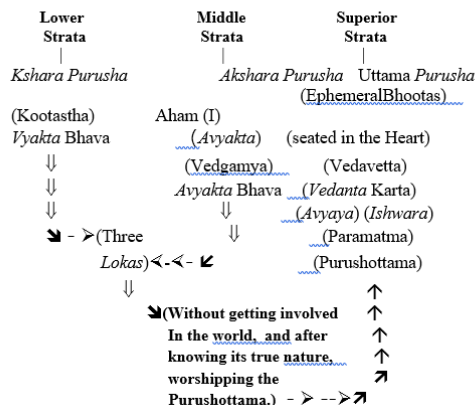 Lower Middle Superior
Strata Strata Strata
Kshara Purusha Akshara Purusha Uttama Purusha
(EphemeralBhootas)
(Kootastha) Aham (I)
Vyakta Bhava (Avyakta) (seated in the Heart)
(Vedgamya) (Vedavetta)
Avyakta Bhava (Vedanta Karta)
(Avyaya) (Ishwara)
(Three (Paramatma)
Lokas) (Purushottama)
(Without getting involved
In the world, and after
knowing its true nature,
worshipping the
Purushottama.)